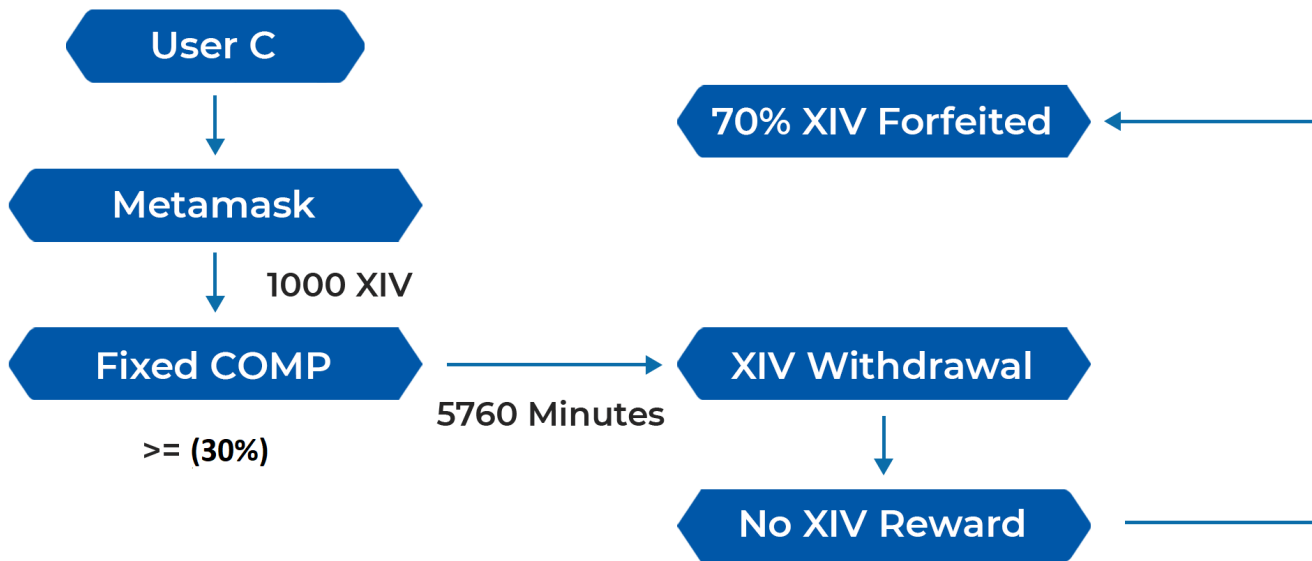 User C
70% XIV Forfeited
Metamask
1000 XIV
Fixed COMP
XIV Withdrawal
5760 Minutes
>= (30%)
No XIV Reward